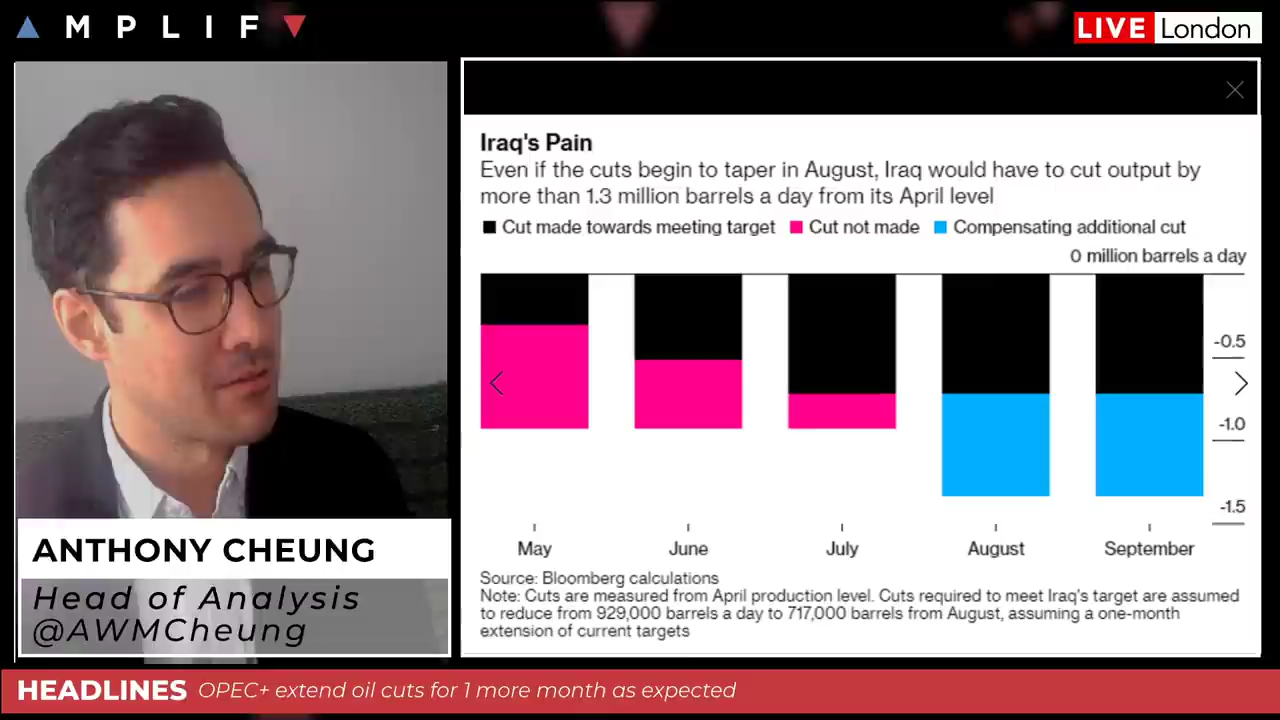 ▲ M P L I F ▼
LIVE London
Iraq's Pain
Even if the cuts begin to taper in August, Iraq would have to cut output by
more than 1.3 million barrels a day from its April level
Cut made towards meeting target Cut not made Compensating additional cut
0 million barrels a day
-0.5
-1.0
-1.5
May June July August September
Source: Bloomberg calculations
Note: Cuts are measured from April production level. Cuts required to meet Iraq's target are assumed
to reduce from 929,000 barrels a day to 717,000 barrels from August, assuming a one-month
extension of current targets
ANTHONY CHEUNG
Head of Analysis
@AWMCheung
HEADLINES OPEC+ extend oil cuts for 1 more month as expected